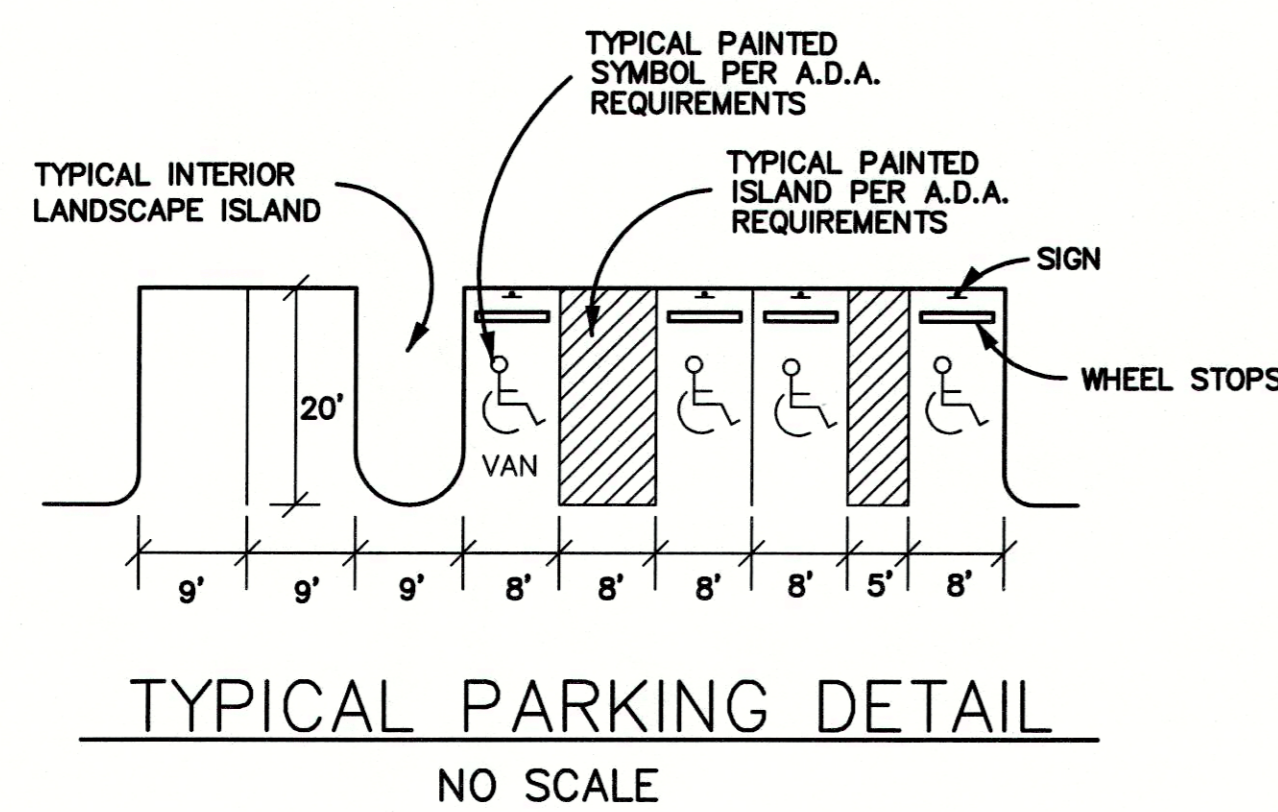 TYPICAL PAINTED
SYMBOL PER A.D.A.
REQUIREMENTS
TYPICAL INTERIOR
LANDSCAPE ISLAND
TYPICAL PAINTED
ISLAND PER A.D.A.
REQUIREMENTS
SIGN
WHEEL STOPS
20'
VAN
9' 9' 9' 8' 8' 8' 8' 5' 8'
TYPICAL PARKING DETAIL
NO SCALE